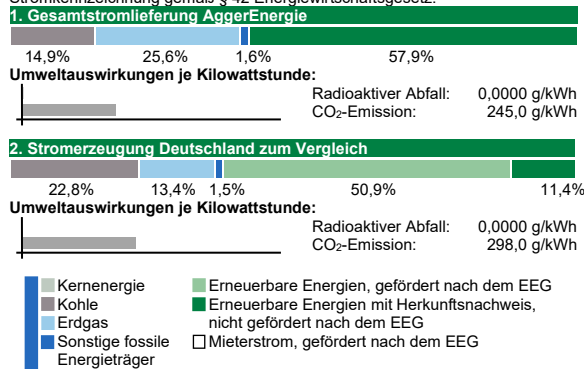 Stromkennzeichnung gemäß § 42 Energiewirtschaftsgesetz:
1. Gesamtstromlieferung AggerEnergie
14,9% 25,6% 1,6% 57,9%
Umweltauswirkungen je Kilowattstunde:
Radioaktiver Abfall: 0,0000 g/kWh
CO₂-Emission: 245,0 g/kWh
2. Stromerzeugung Deutschland zum Vergleich
22,8% 13,4% 1,5% 50,9% 11,4%
Umweltauswirkungen je Kilowattstunde:
Radioaktiver Abfall: 0,0000 g/kWh
CO₂-Emission: 298,0 g/kWh
Kernenergie
Kohle
Erdgas
Sonstige fossile
Energieträger
Erneuerbare Energien, gefördert nach dem EEG
Erneuerbare Energien mit Herkunftsnachweis,
nicht gefördert nach dem EEG
Mieterstrom, gefördert nach dem EEG